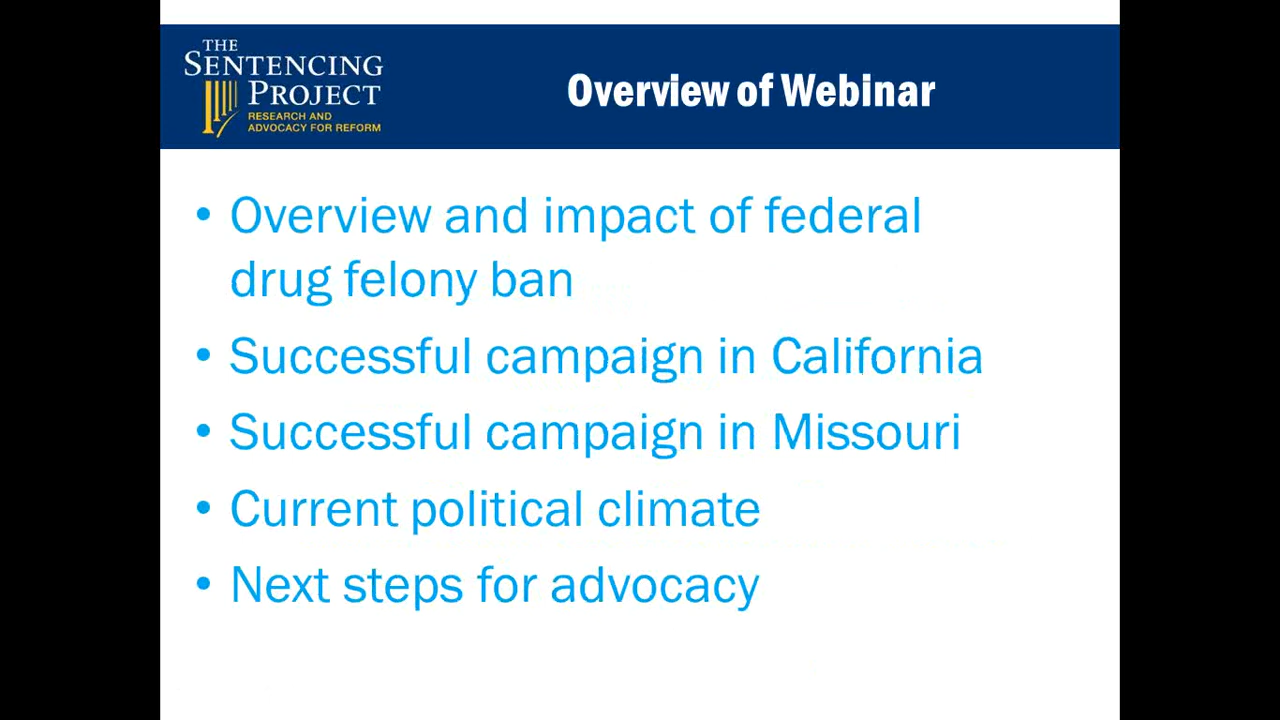 THE
SENTENCING
PROJECT
RESEARCH AND
ADVOCACY FOR REFORM
Overview of Webinar
• Overview and impact of federal
drug felony ban
• Successful campaign in California
• Successful campaign in Missouri
• Current political climate
• Next steps for advocacy